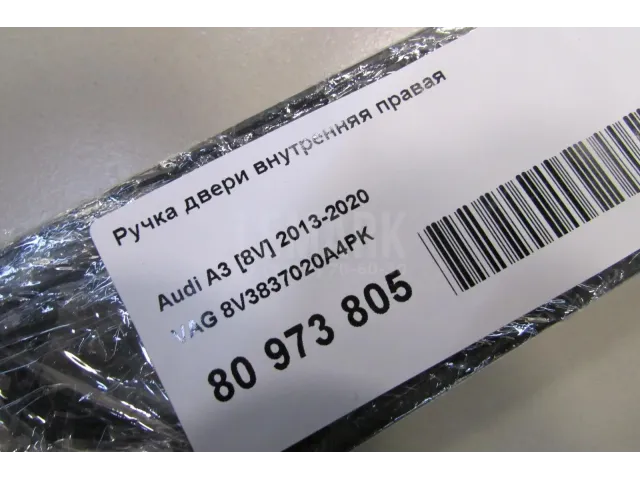 Ручка двери внутренняя правая
Audi A3 [8V] 2013-2020
VAG 8V3837020A4PK
80 973 805